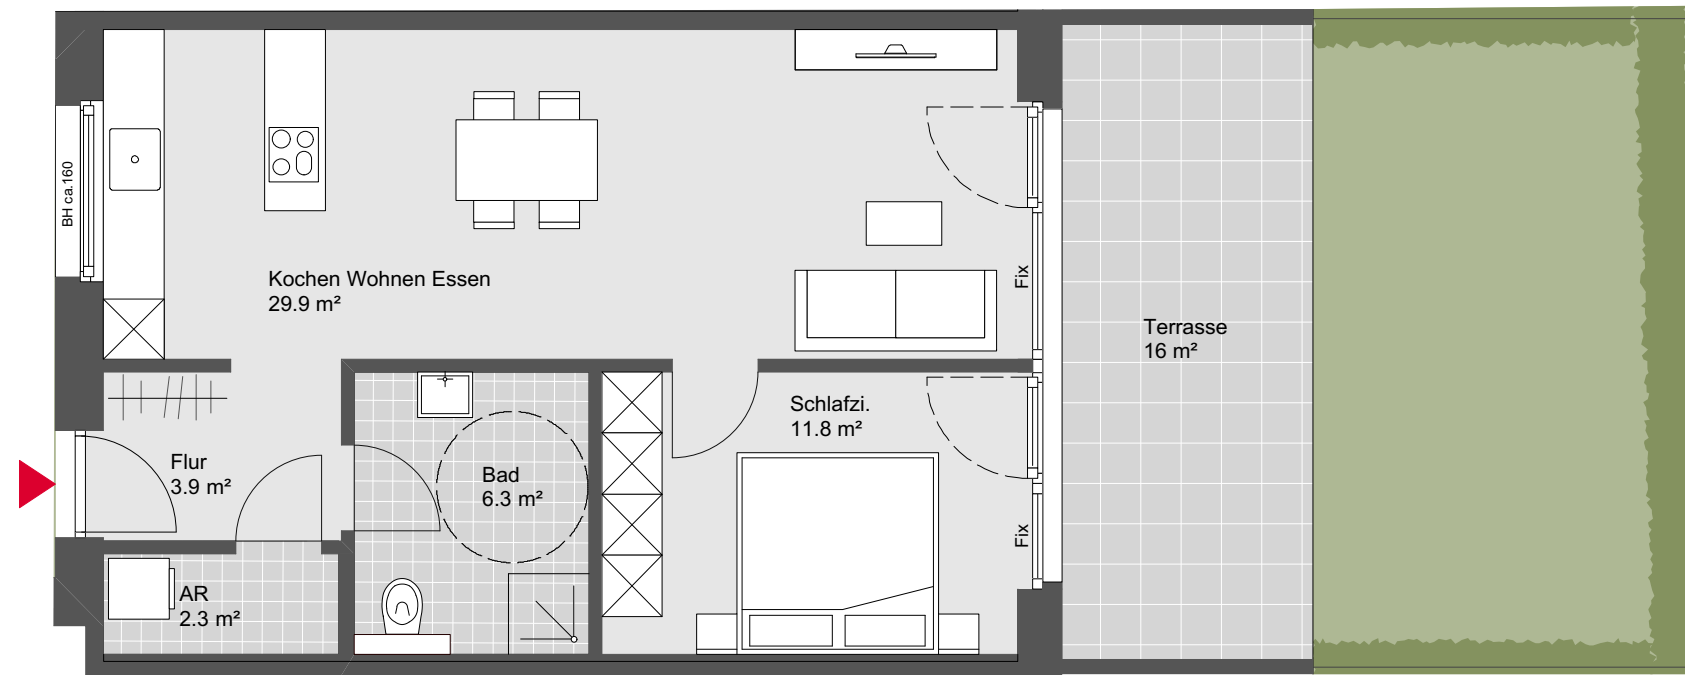 BH ca.160
Kochen Wohnen Essen
29.9 m²
Fix
Terrasse
16 m²
Schlafzi.
11.8 m²
Flur
3.9 m²
Bad
6.3 m²
Fix
AR
2.3 m²